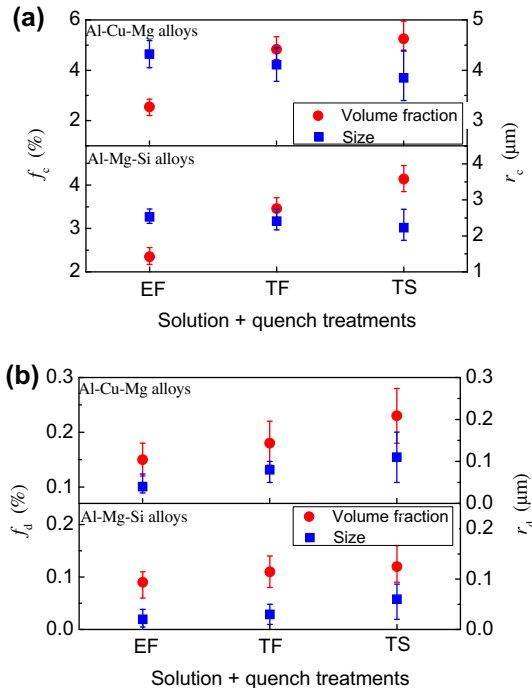 (a)
Al-Cu-Mg alloys
6
4
2
5
4
3
Volume fraction
Size
f_c (%)
r_c (μm)
Al-Mg-Si alloys
4
3
2
3
2
1
EF TF TS
Solution + quench treatments
(b)
0.3
0.2
0.1
Al-Cu-Mg alloys
0.3
0.2
0.1
0.0
f_d (%)
r_d (μm)
Al-Mg-Si alloys
Volume fraction
Size
0.2
0.1
0.0
0.2
0.1
0.0
EF TF TS
Solution + quench treatments